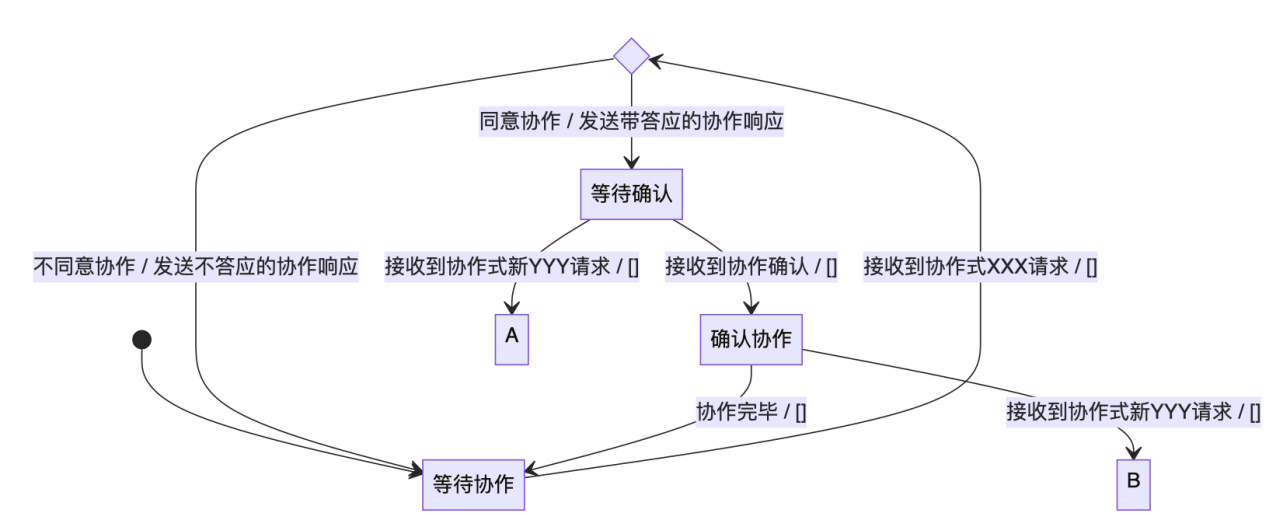 同意协作 / 发送带答应的协作响应
等待确认
不同意协作 / 发送不答应的协作响应
接收到协作式新YYY请求 / []
接收到协作确认 / []
接收到协作式XXX请求 / []
A
确认协作
协作完毕 / []
接收到协作式新YYY请求 / []
等待协作
B